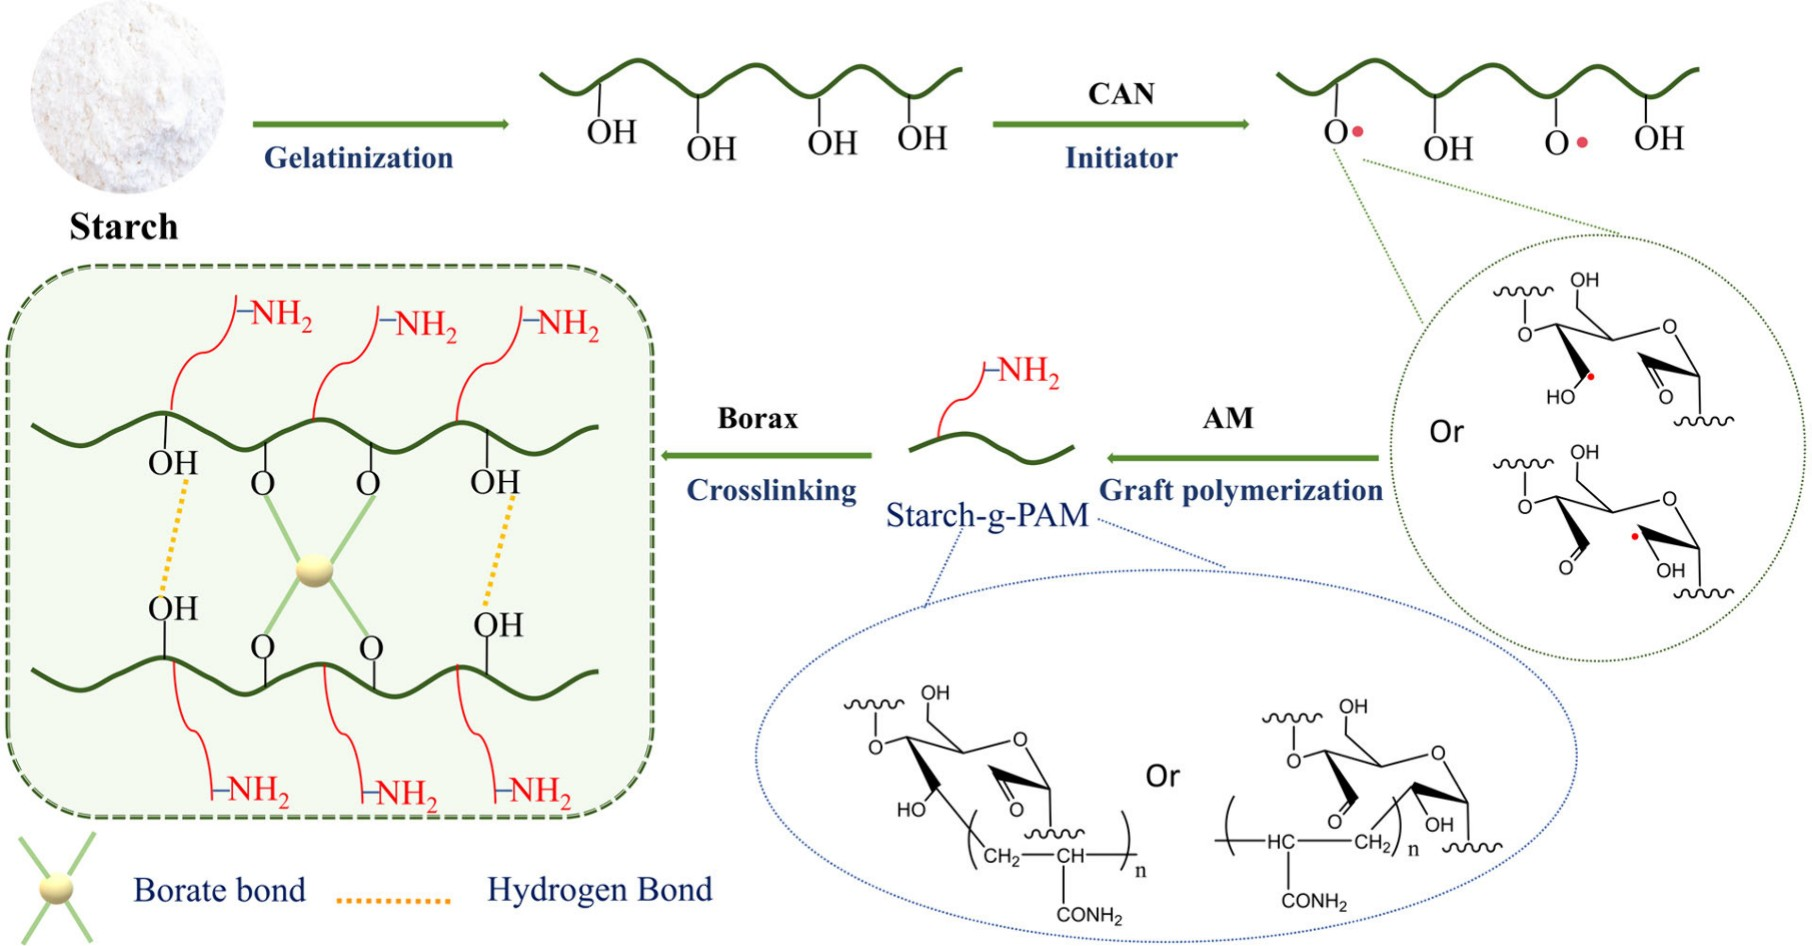 Starch
Gelatinization
OH
OH
OH
OH
CAN
Initiator
O
OH
O
OH
OH
O
O
HO
O
Or
OH
O
O
O
OH
AM
Graft polymerization
NH2
Starch-g-PAM
Borax
Crosslinking
NH2
NH2
NH2
OH
O
O
OH
OH
O
O
OH
NH2
NH2
NH2
OH
O
O
HO
O
CH2
CH
n
CONH2
Or
OH
O
O
O
OH
HC
CH2
n
CONH2
Borate bond
Hydrogen Bond